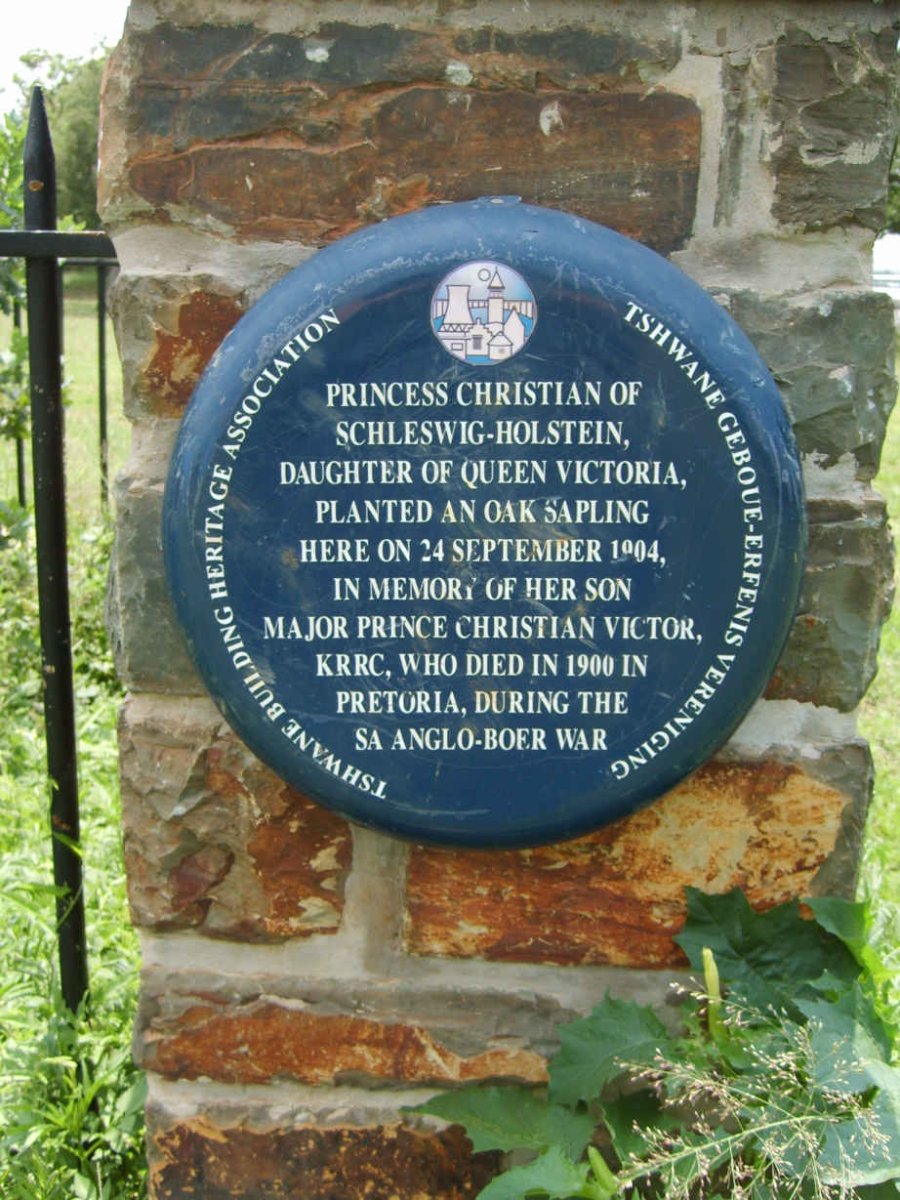 TSHWANE BUILDING HERITAGE ASSOCIATION
TSHWANE GEBOUE-ERFENIS VERENIGING
PRINCESS CHRISTIAN OF
SCHLESWIG-HOLSTEIN,
DAUGHTER OF QUEEN VICTORIA,
PLANTED AN OAK SAPLING
HERE ON 24 SEPTEMBER 1904,
IN MEMORY OF HER SON
MAJOR PRINCE CHRISTIAN VICTOR,
KRRC, WHO DIED IN 1900 IN
PRETORIA, DURING THE
SA ANGLO-BOER WAR